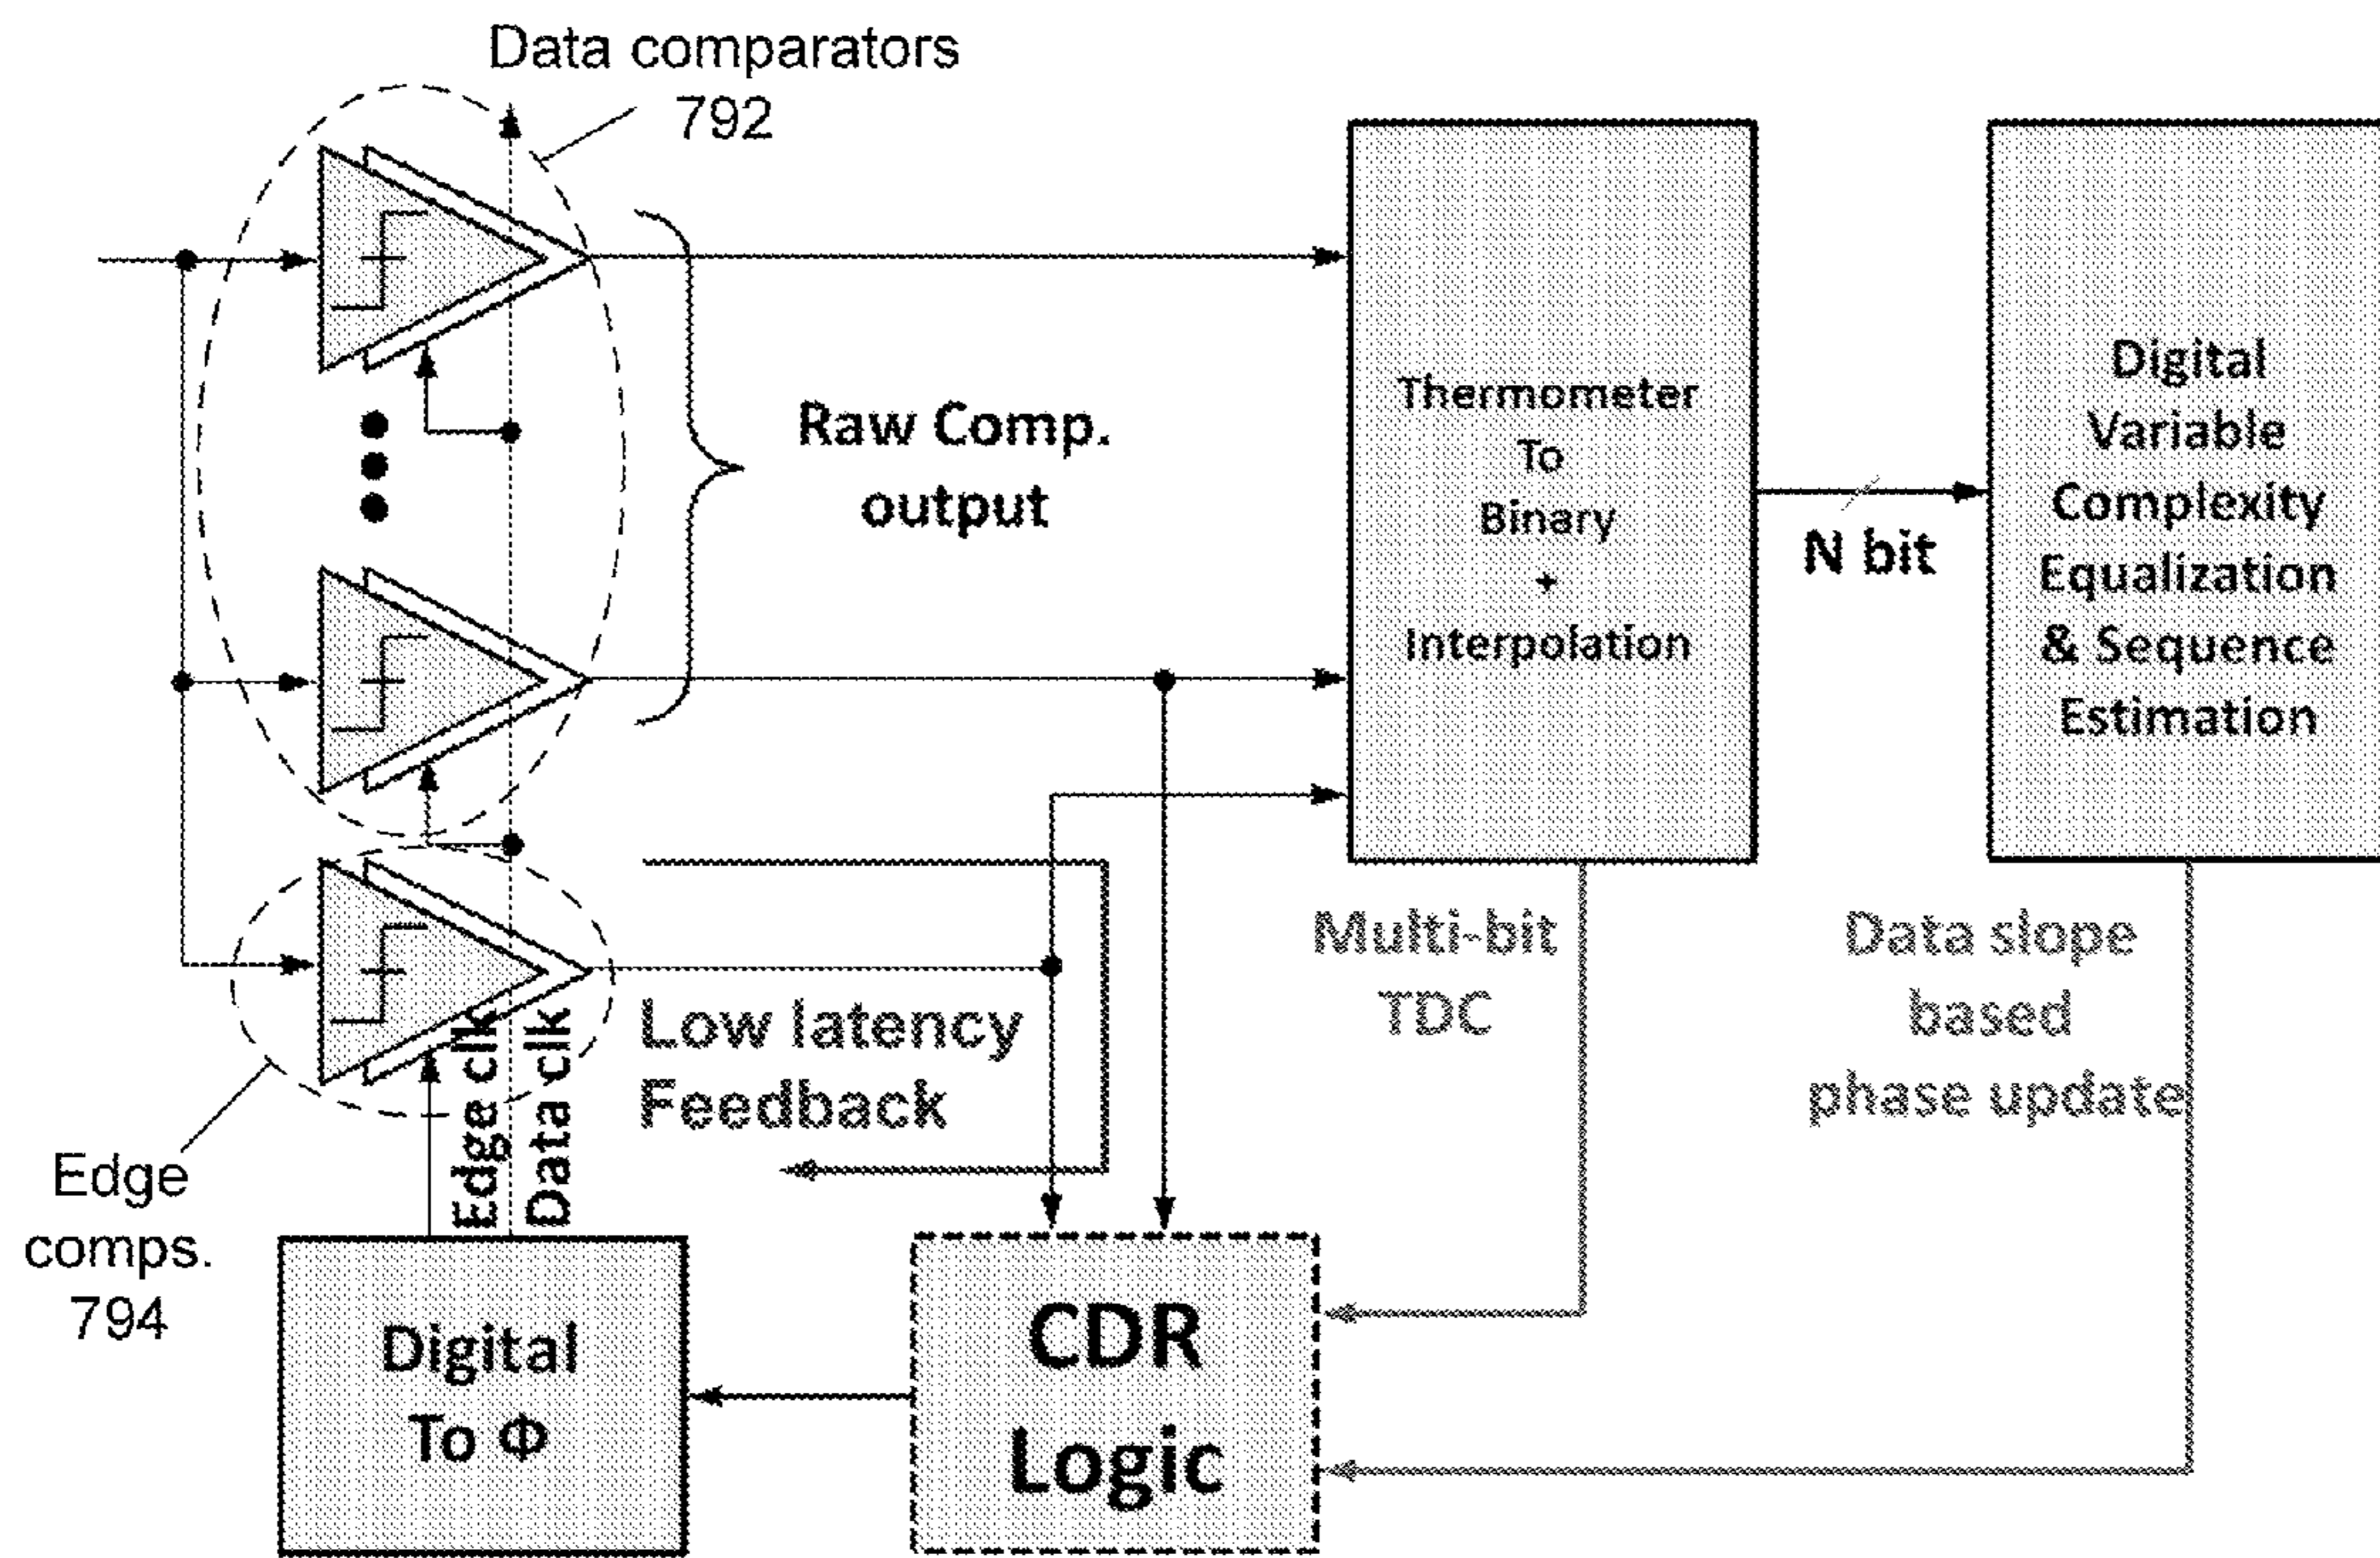 Data comparators
792
Raw Comp.
output
Thermometer
To
Binary
+
Interpolation
N bit
Digital
Variable
Complexity
Equalization
& Sequence
Estimation
Low latency
Feedback
Multi-bit
TDC
Data slope
based
phase update
Edge clk
Data clk
Edge
comps.
794
Digital
To Φ
CDR
Logic